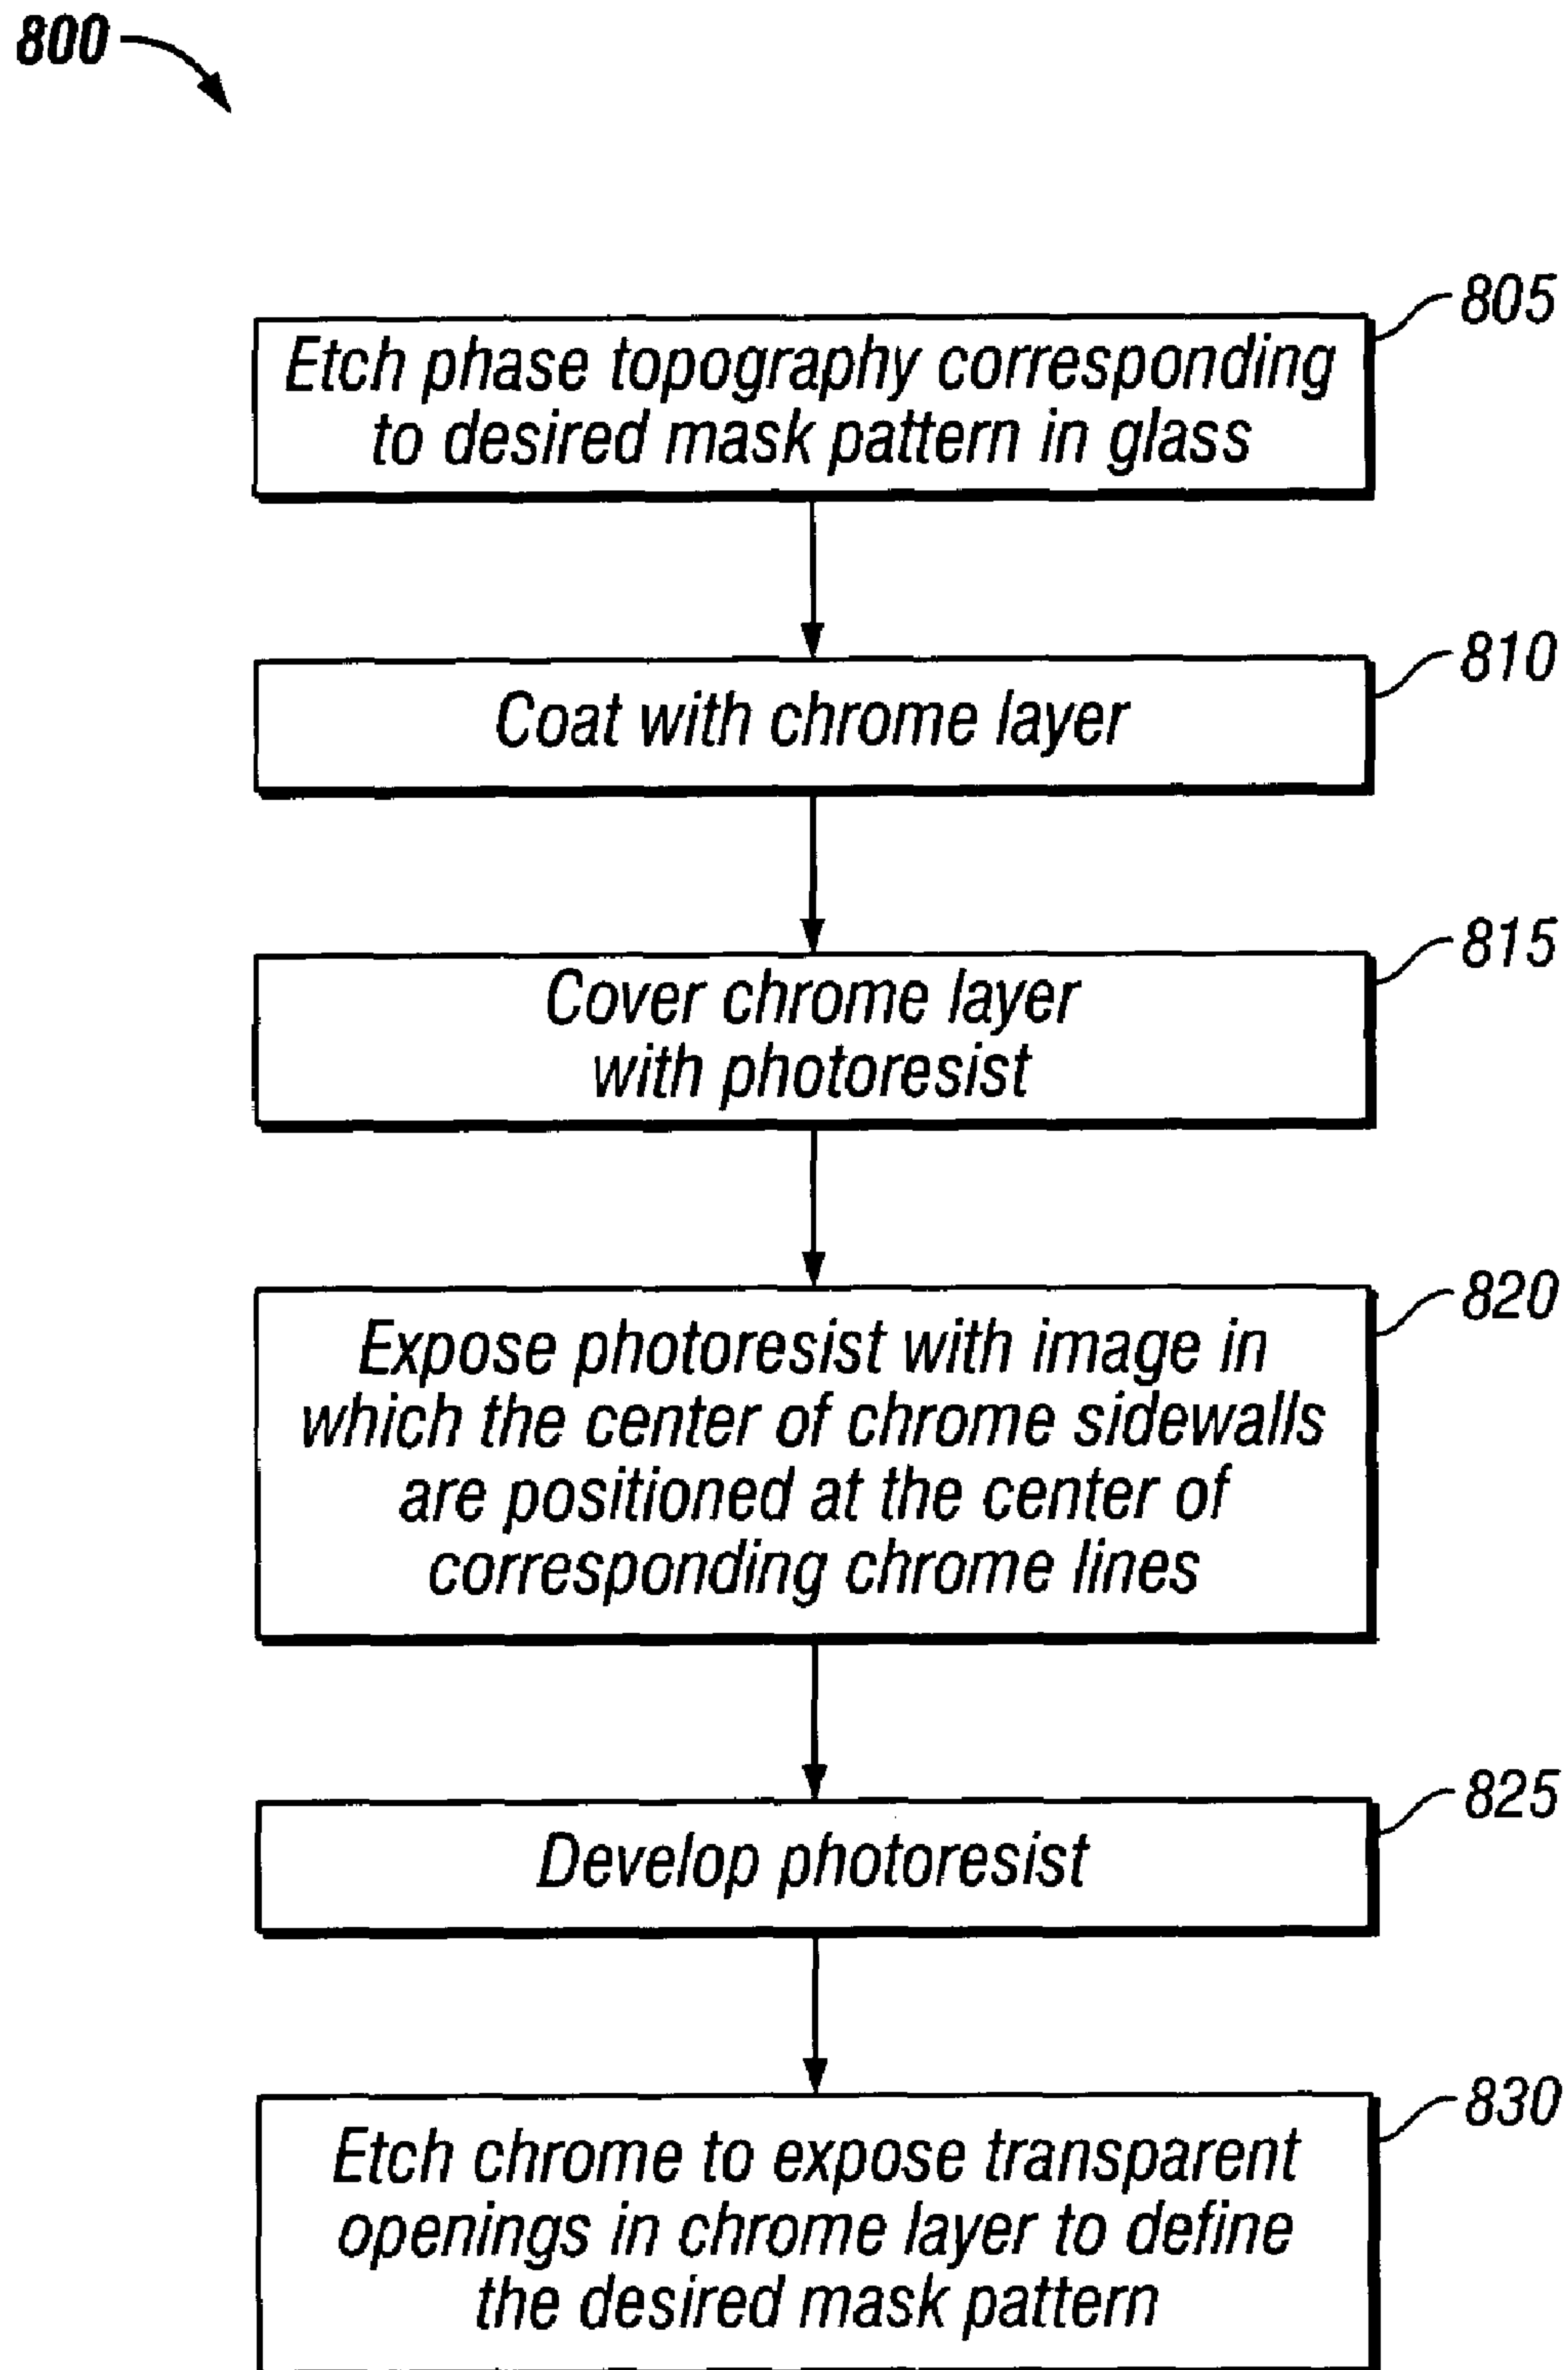 800
805
Etch phase topography corresponding
to desired mask pattern in glass
810
Coat with chrome layer
815
Cover chrome layer
with photoresist
820
Expose photoresist with image in
which the center of chrome sidewalls
are positioned at the center of
corresponding chrome lines
825
Develop photoresist
830
Etch chrome to expose transparent
openings in chrome layer to define
the desired mask pattern